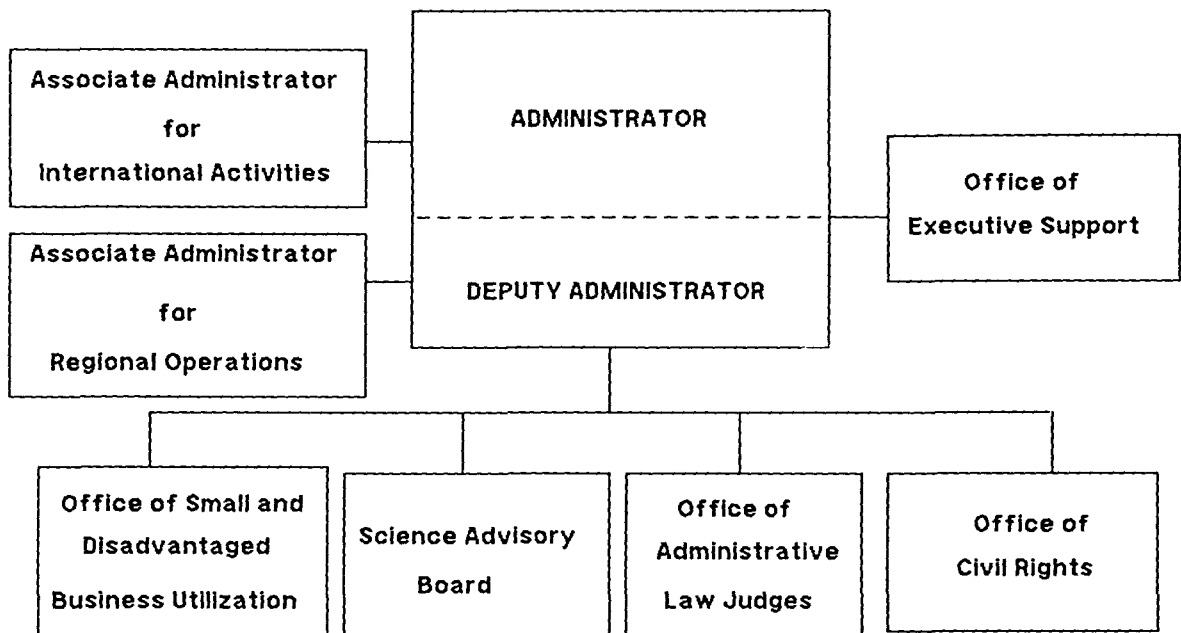 Associate Administrator
for
International Activities
ADMINISTRATOR
Office of
Executive Support
Associate Administrator
for
Regional Operations
DEPUTY ADMINISTRATOR
Office of Small and
Disadvantaged
Business Utilization
Science Advisory
Board
Office of
Administrative
Law Judges
Office of
Civil Rights